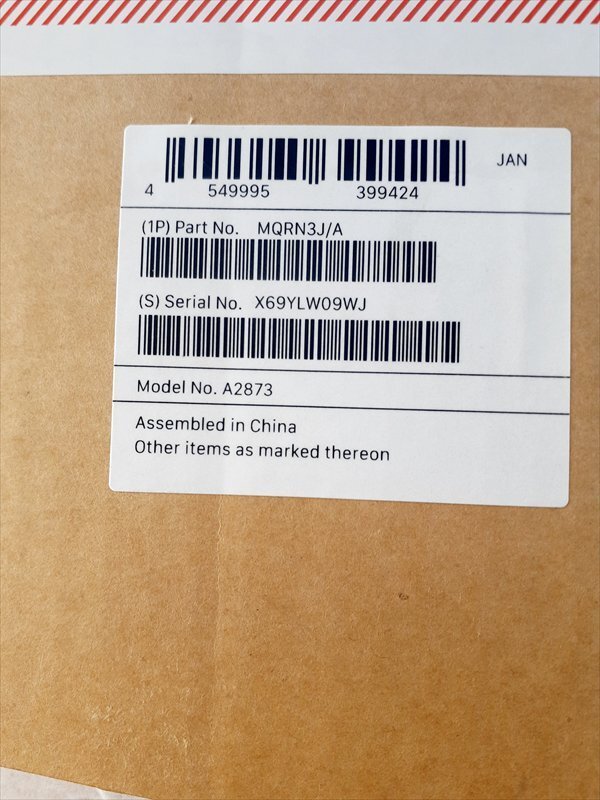 JAN
4 549995 399424
(1P) Part No. MQRN3J/A
(S) Serial No. X69YLW09WJ
Model No. A2873
Assembled in China
Other items as marked thereon